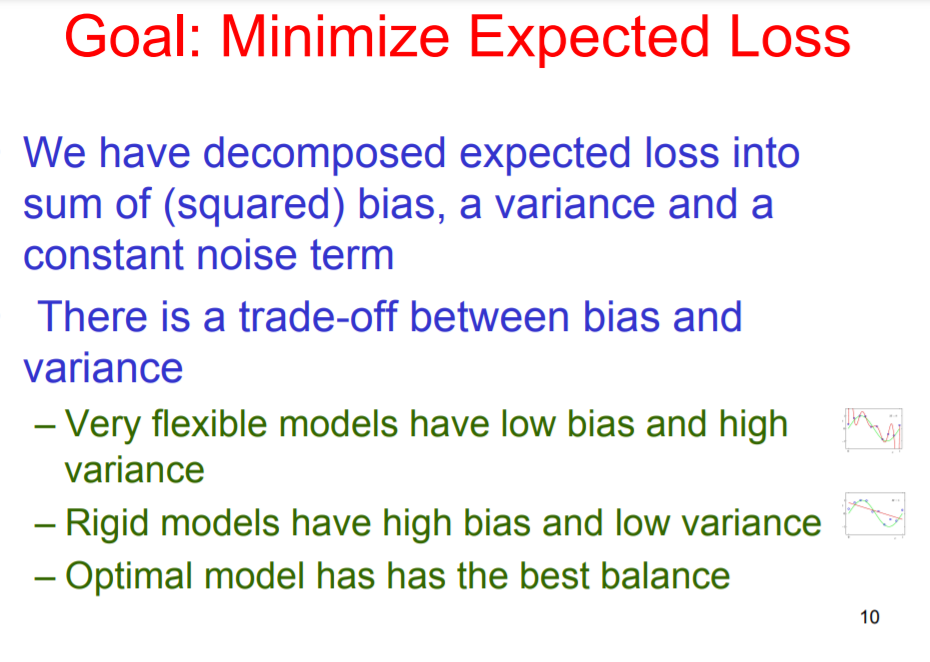 Goal: Minimize Expected Loss
We have decomposed expected loss into
sum of (squared) bias, a variance and a
constant noise term
There is a trade-off between bias and
variance
– Very flexible models have low bias and high
variance
– Rigid models have high bias and low variance
– Optimal model has has the best balance
10